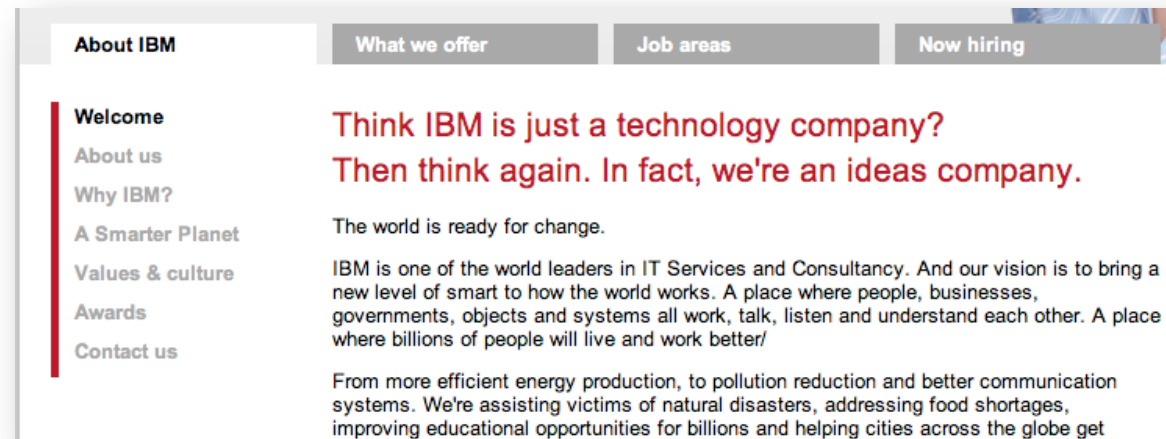 About IBM
What we offer
Job areas
Now hiring
Welcome
About us
Why IBM?
A Smarter Planet
Values & culture
Awards
Contact us
Think IBM is just a technology company?
Then think again. In fact, we're an ideas company.
The world is ready for change.
IBM is one of the world leaders in IT Services and Consultancy. And our vision is to bring a
new level of smart to how the world works. A place where people, businesses,
governments, objects and systems all work, talk, listen and understand each other. A place
where billions of people will live and work better/
From more efficient energy production, to pollution reduction and better communication
systems. We're assisting victims of natural disasters, addressing food shortages,
improving educational opportunities for billions and helping cities across the globe get